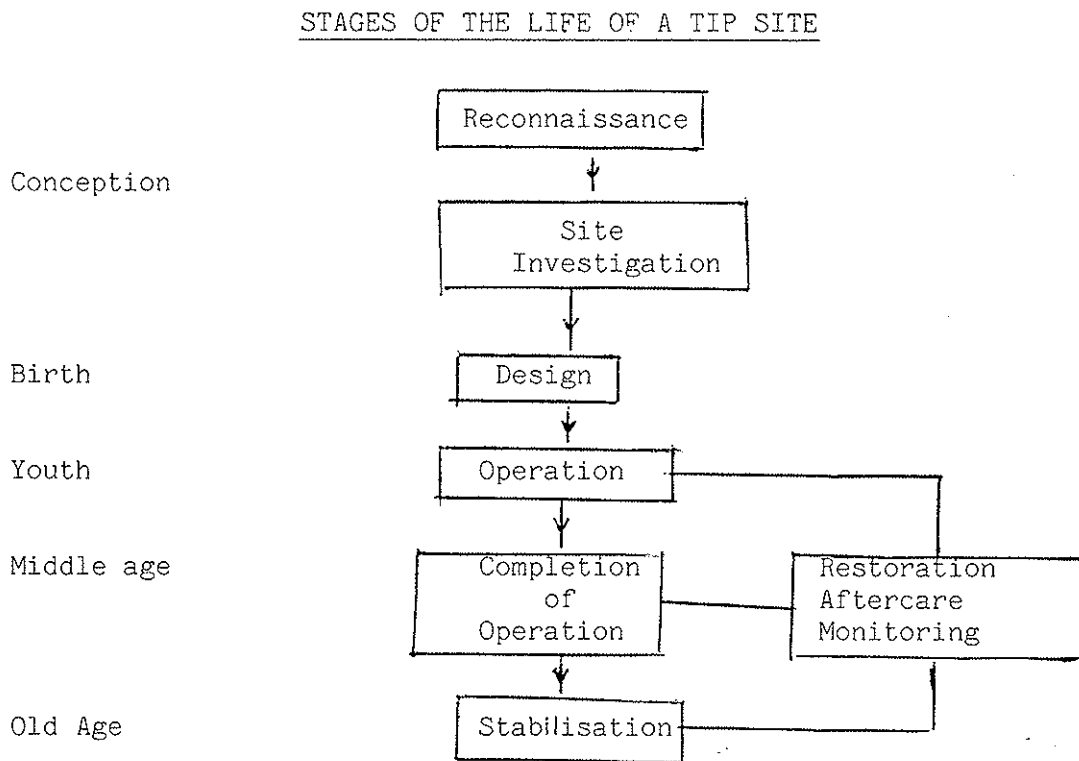 STAGES OF THE LIFE OF A TIP SITE
Reconnaissance
Conception
Site
Investigation
Birth
Design
Youth
Operation
Middle age
Completion
of
Operation
Restoration
Aftercare
Monitoring
Old Age
Stabilisation